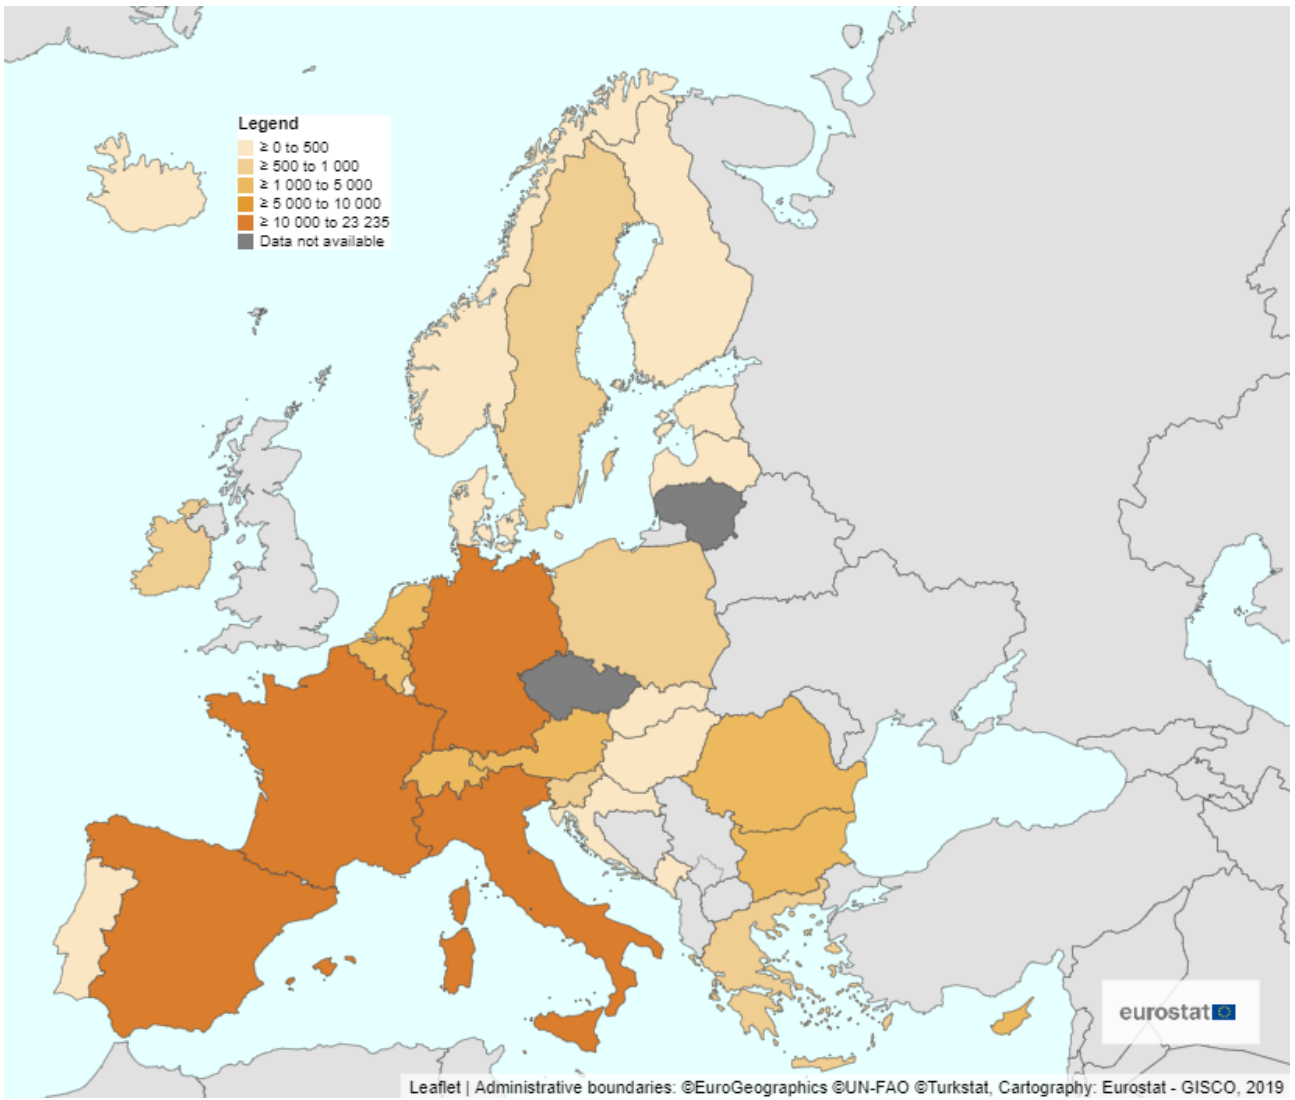 Legend
≥ 0 to 500
≥ 500 to 1 000
≥ 1 000 to 5 000
≥ 5 000 to 10 000
≥ 10 000 to 23 235
Data not available
eurostat
Leaflet | Administrative boundaries: ©EuroGeographics ©UN-FAO ©Turkstat, Cartography: Eurostat - GISCO, 2019